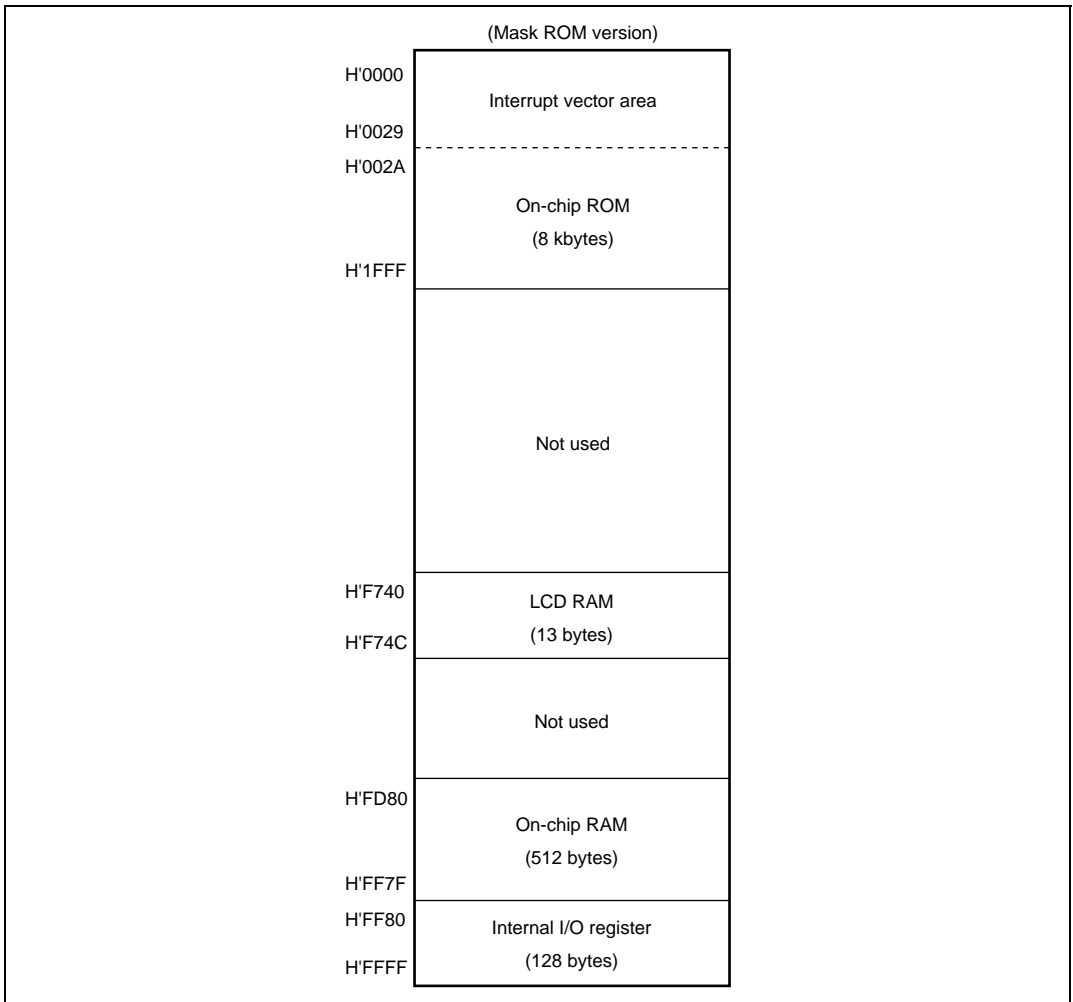 (Mask ROM version)
H'0000
Interrupt vector area
H'0029
H'002A
On-chip ROM
(8 kbytes)
H'1FFF
Not used
H'F740
LCD RAM
(13 bytes)
H'F74C
Not used
H'FD80
On-chip RAM
(512 bytes)
H'FF7F
H'FF80
Internal I/O register
(128 bytes)
H'FFFF